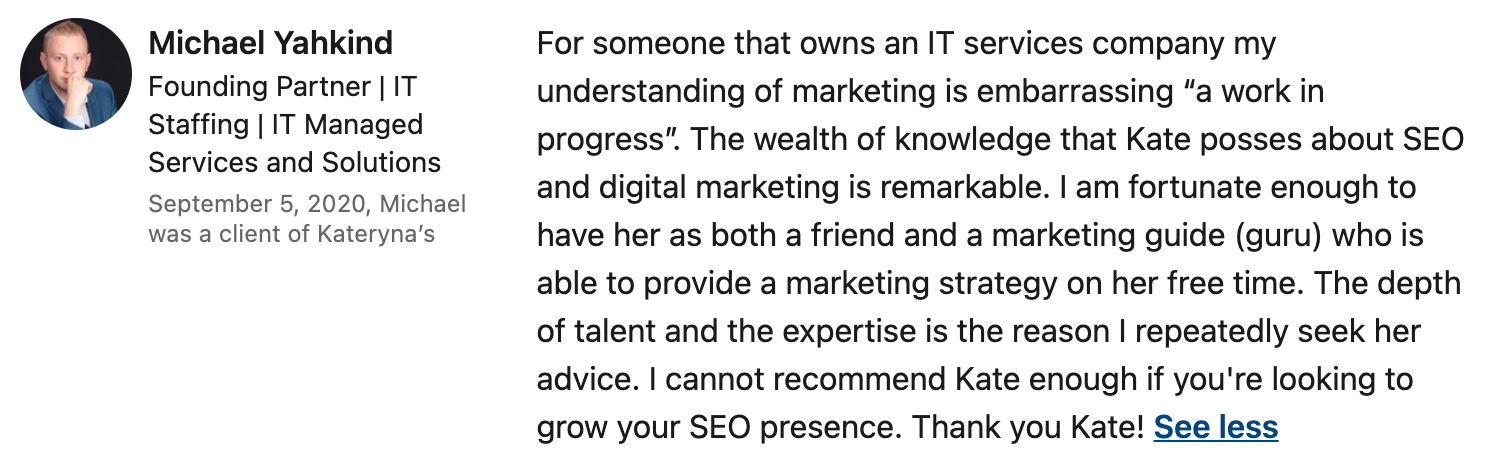 Michael Yahkind
Founding Partner | IT
Staffing | IT Managed
Services and Solutions
September 5, 2020, Michael
was a client of Kateryna’s
For someone that owns an IT services company my
understanding of marketing is embarrassing “a work in
progress”. The wealth of knowledge that Kate posses about SEO
and digital marketing is remarkable. I am fortunate enough to
have her as both a friend and a marketing guide (guru) who is
able to provide a marketing strategy on her free time. The depth
of talent and the expertise is the reason I repeatedly seek her
advice. I cannot recommend Kate enough if you're looking to
grow your SEO presence. Thank you Kate! See less